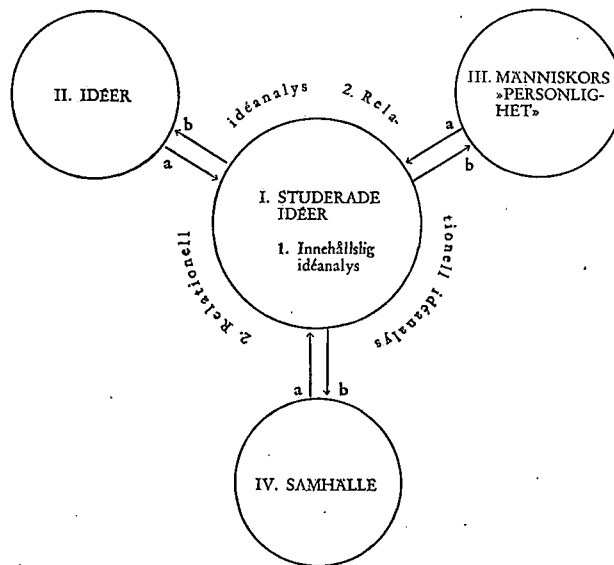 II. IDÉER
III. MÄNNISKORS
»PERSONLIG-
HET»
idéanalys 2. Rela-
b
a
a
b
I. STUDERADE
IDÉER
1. Innehållslig
idéanalys
2. Relationell
tionell idéanalys
a
b
IV. SAMHÄLLE